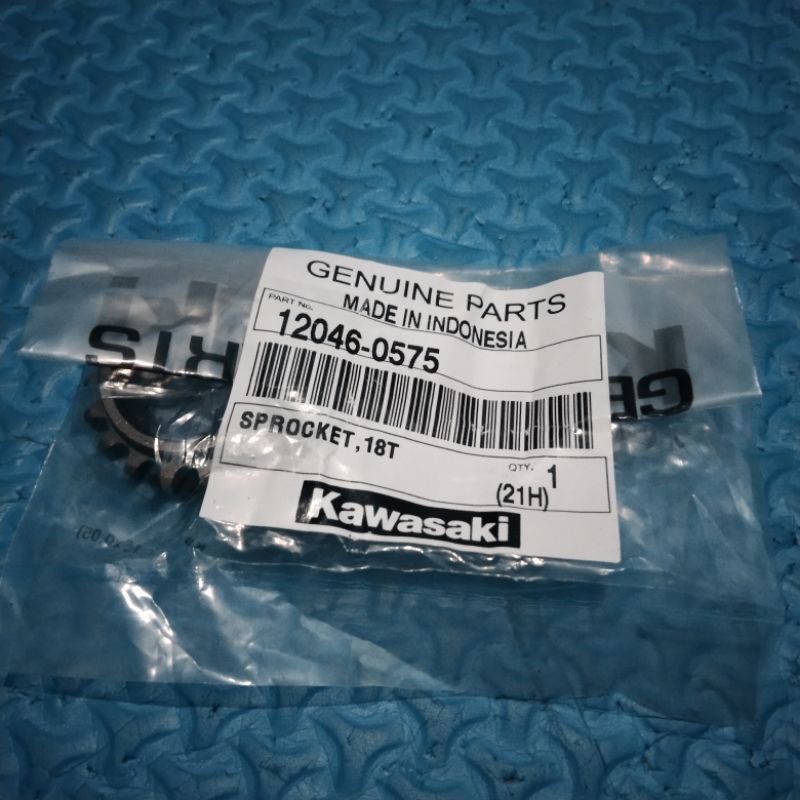 GENUINE PARTS
MADE IN INDONESIA
PART No.
12046-0575
SPROCKET,18T
QTY. 1
(21H)
Kawasaki